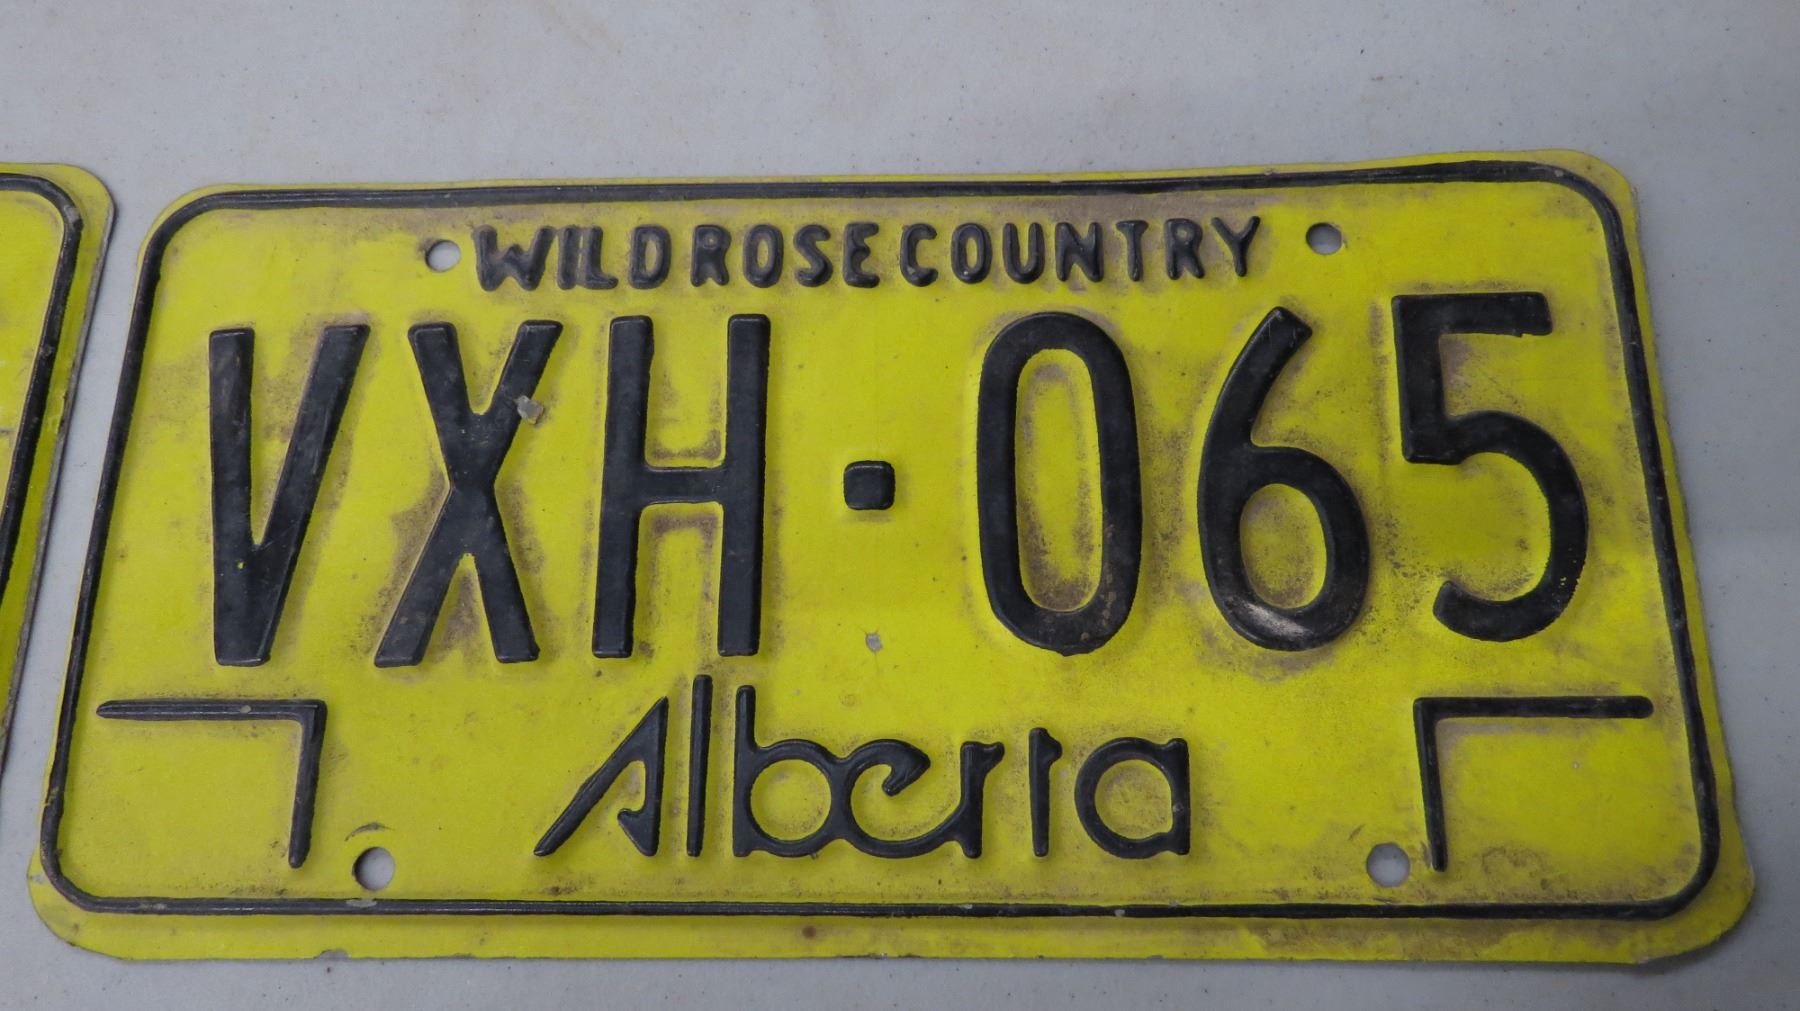 WILD ROSE COUNTRY
VXH·065
Alberta